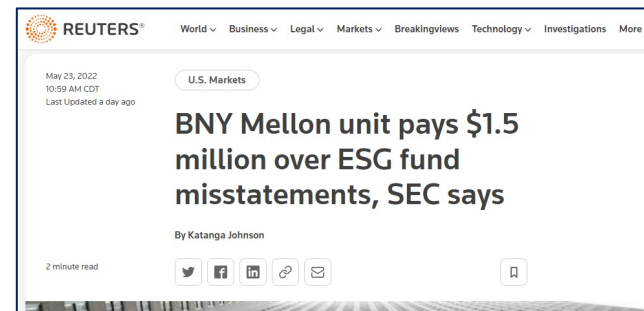 REUTERS® World Business Legal Markets Breakingviews Technology Investigations More
May 23, 2022
10:59 AM CDT
Last Updated a day ago
U.S. Markets
BNY Mellon unit pays $1.5
million over ESG fund
misstatements, SEC says
By Katanga Johnson
2 minute read